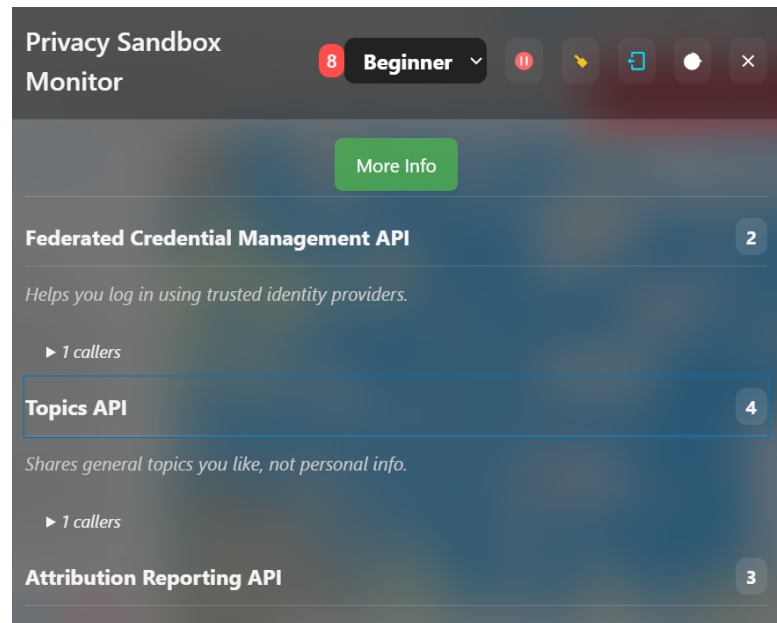 Privacy Sandbox
Monitor
8
Beginner
More Info
Federated Credential Management API
2
Helps you log in using trusted identity providers.
▶ 1 callers
Topics API
4
Shares general topics you like, not personal info.
▶ 1 callers
Attribution Reporting API
3